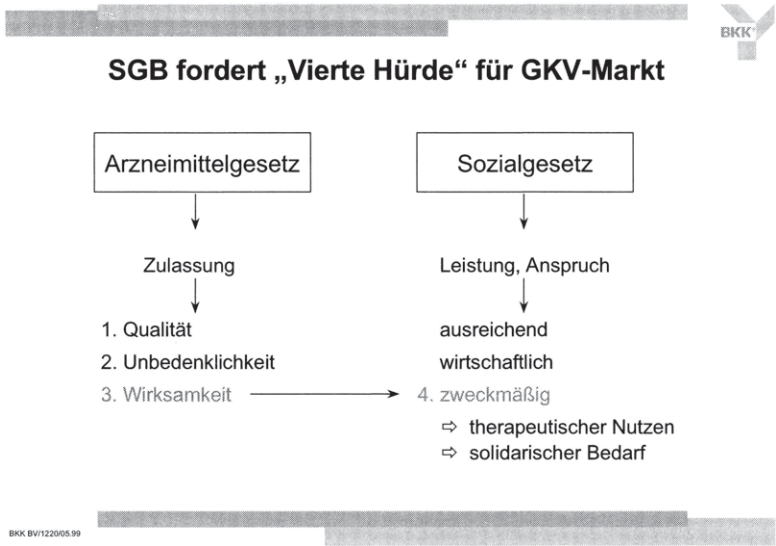 BKK
SGB fordert „Vierte Hürde“ für GKV-Markt
Arzneimittelgesetz
Zulassung
1. Qualität
2. Unbedenklichkeit
3. Wirksamkeit
Sozialgesetz
Leistung, Anspruch
ausreichend
wirtschaftlich
4. zweckmäßig
⇨ therapeutischer Nutzen
⇨ solidarischer Bedarf
BKK BV/1220/05.99